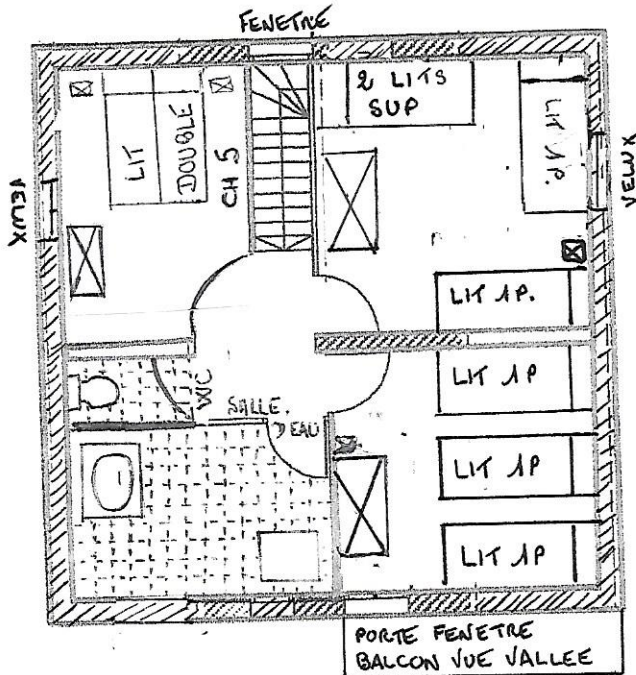 FENETRE
2 LITS
SUP
LIT
DOUBLE
CH 5
LIT 1P.
VELUX
VELUX
LIT 1P.
LIT 1P
WC
SALLE.
D'EAU
LIT 1P
LIT 1P
PORTE FENETRE
BALCON VUE VALLEE